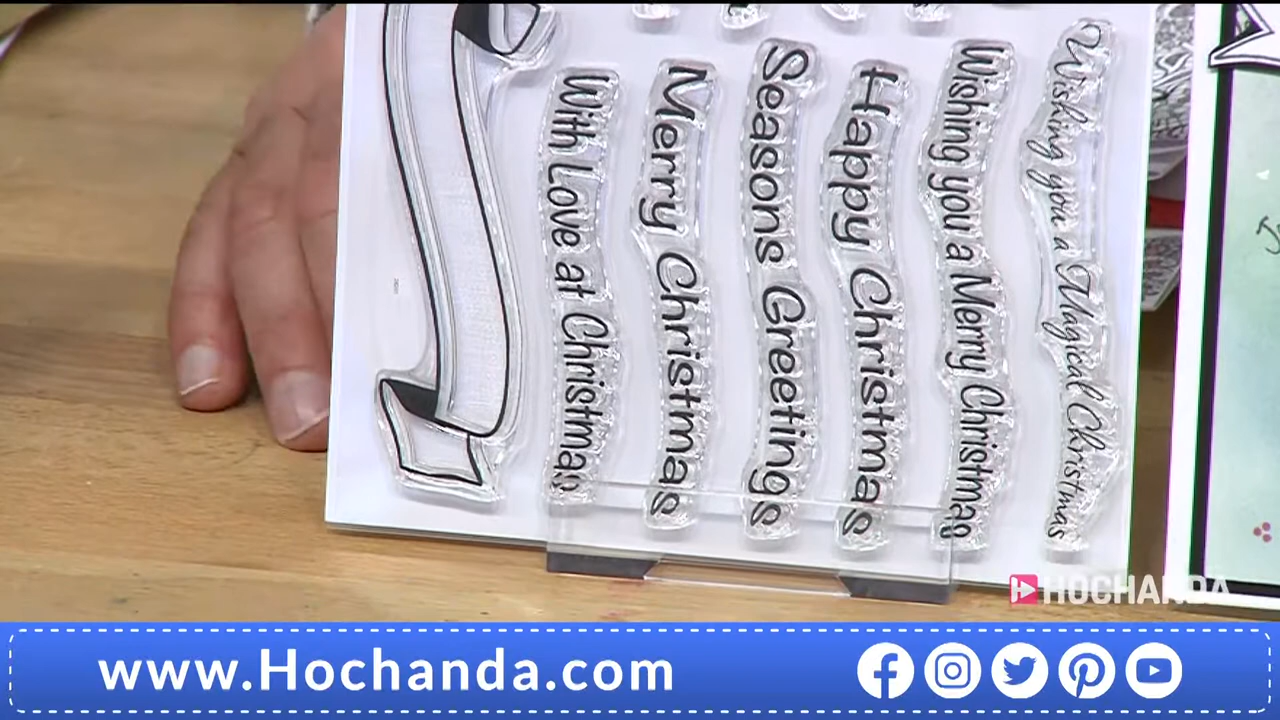 With Love at Christmas
Merry Christmas
Seasons Greetings
Happy Christmas
Wishing you a Merry Christmas
Wishing you a Magical Christmas
HOCHANDA
www.Hochanda.com